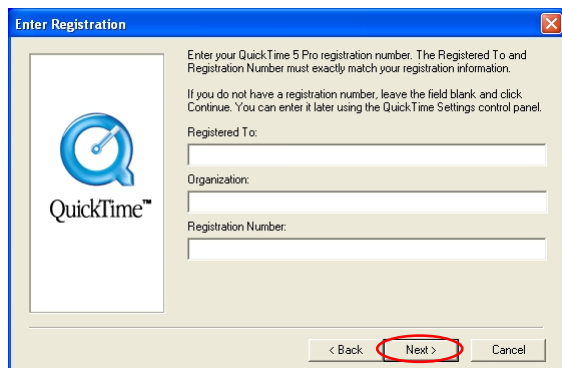 Enter Registration
Enter your QuickTime 5 Pro registration number. The Registered To and
Registration Number must exactly match your registration information.
If you do not have a registration number, leave the field blank and click
Continue. You can enter it later using the QuickTime Settings control panel.
Registered To:
Organization:
QuickTime™
Registration Number:
< Back
Next >
Cancel